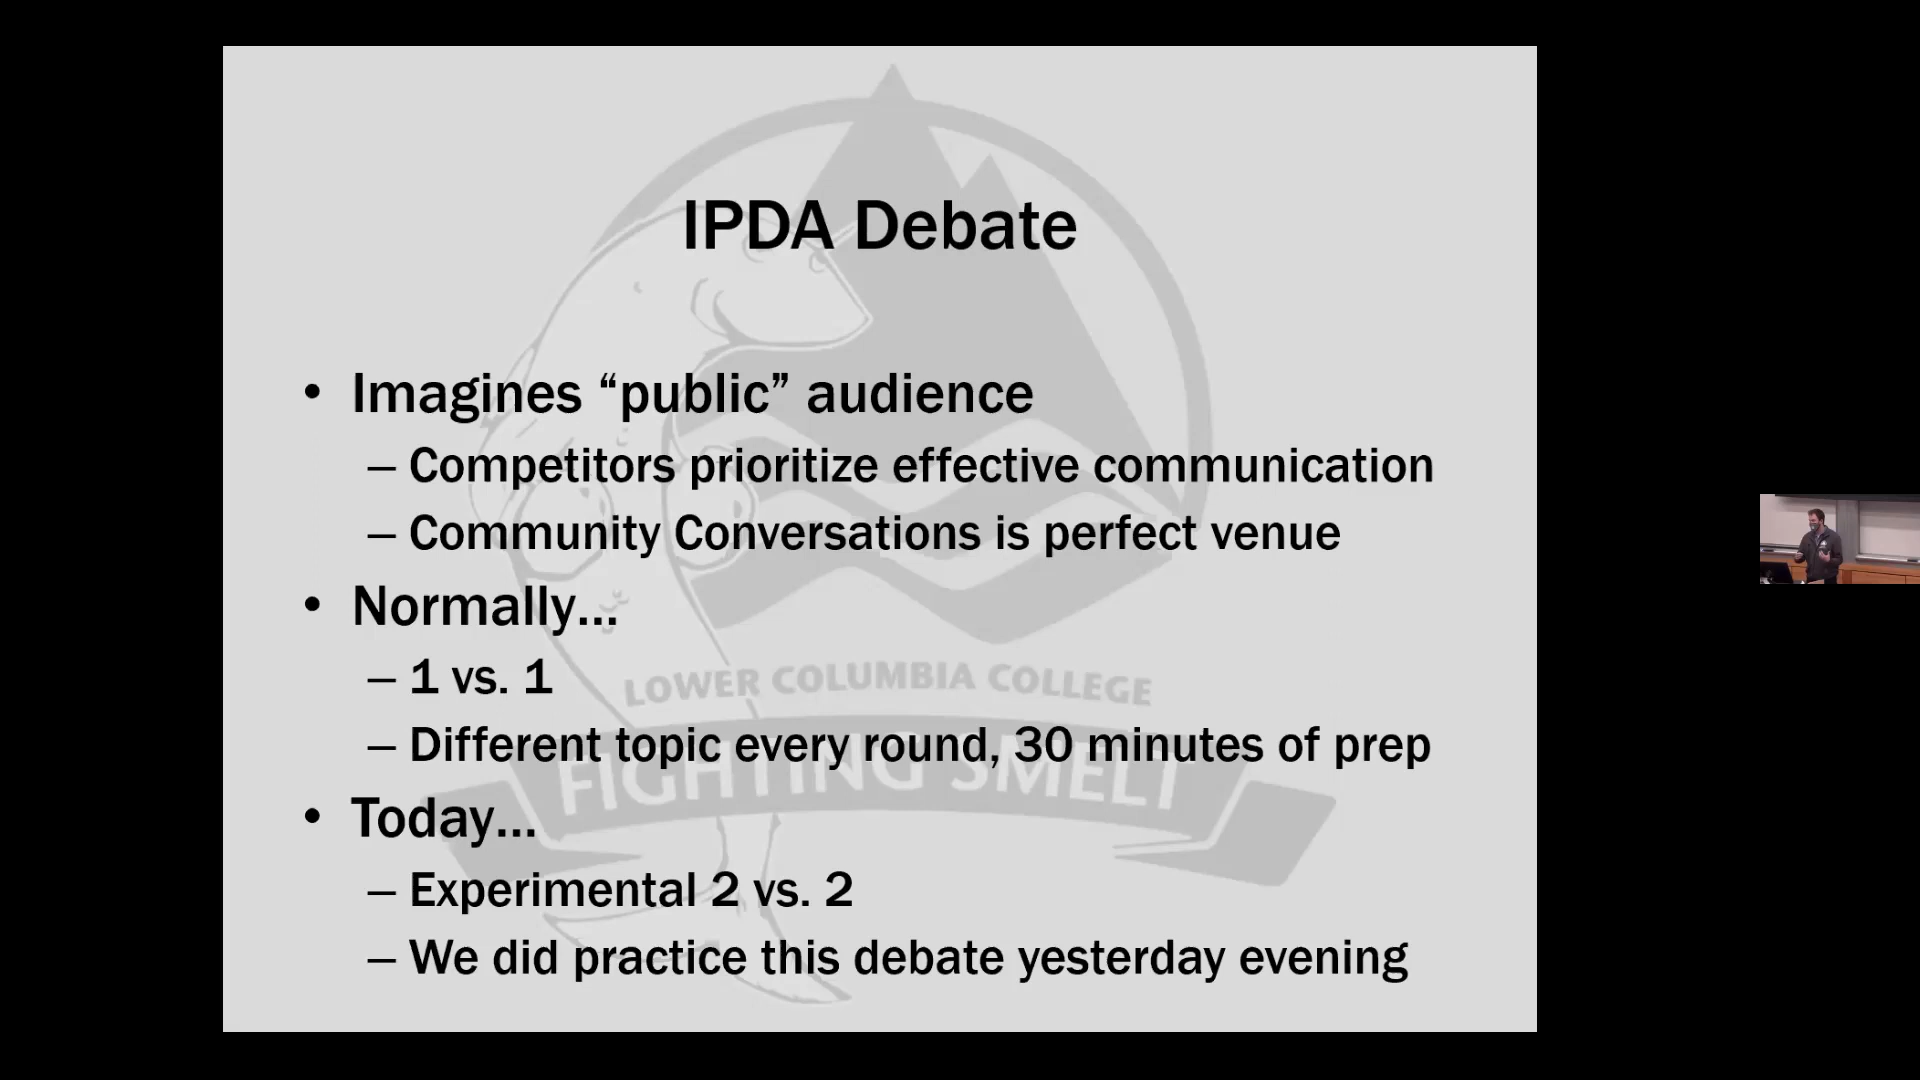 IPDA Debate
• Imagines “public” audience
– Competitors prioritize effective communication
– Community Conversations is perfect venue
• Normally...
– 1 vs. 1
LOWER COLUMBIA COLLEGE
– Different topic every round, 30 minutes of prep
FIGHTING SMELT
• Today...
– Experimental 2 vs. 2
– We did practice this debate yesterday evening